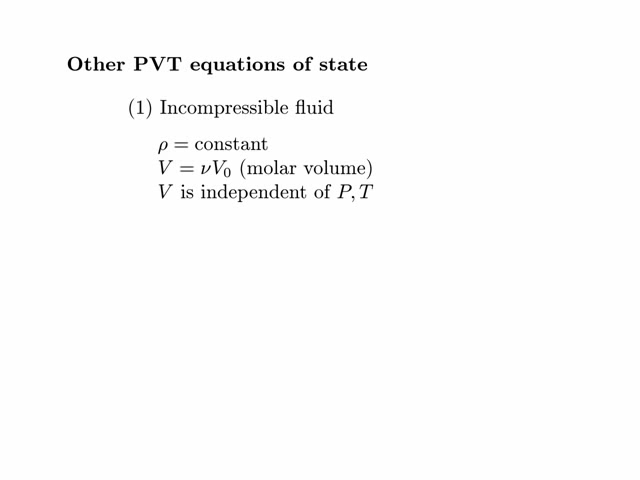 Other PVT equations of state
(1) Incompressible fluid
ρ = constant
V = νV₀ (molar volume)
V is independent of P, T